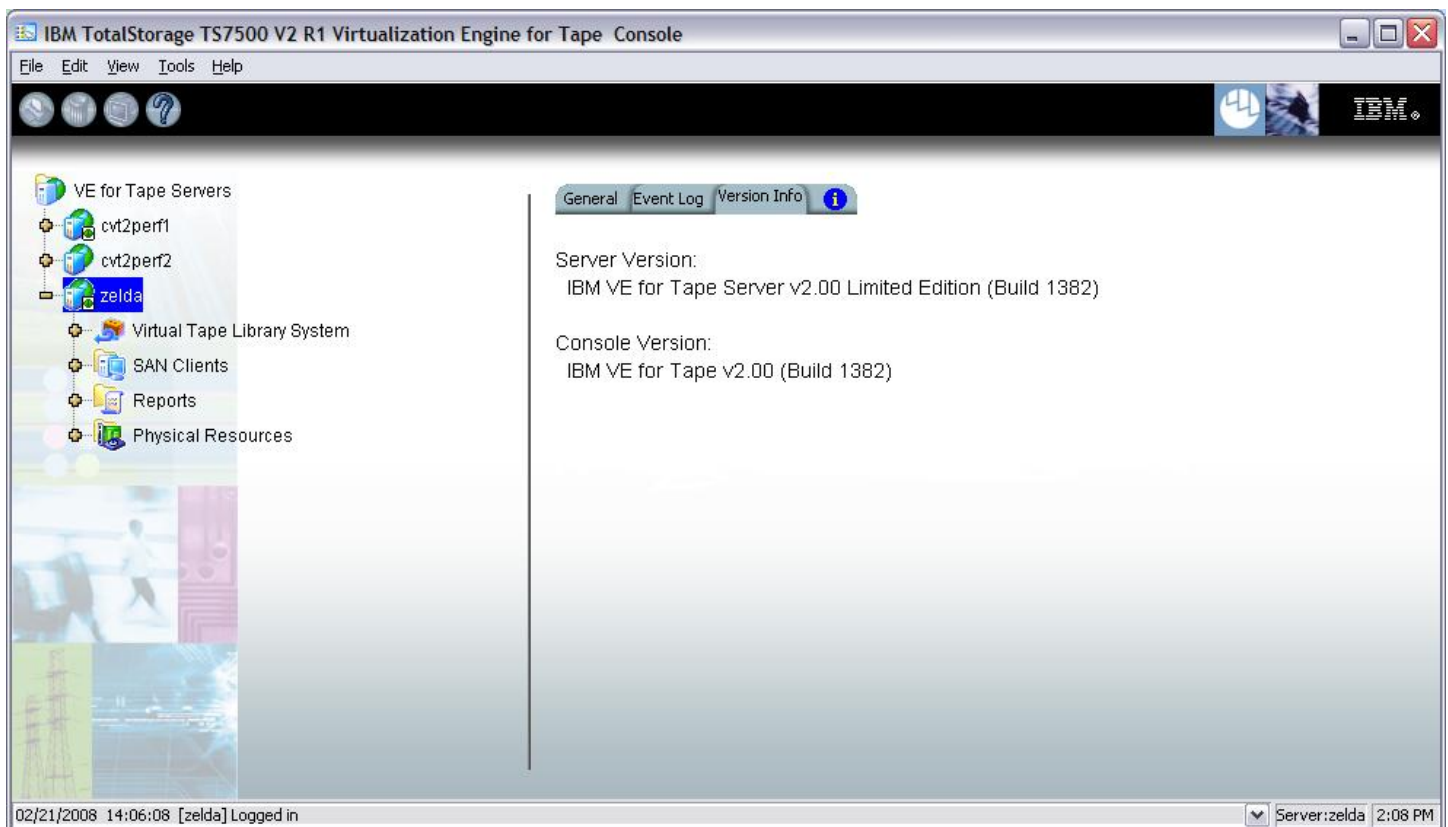 IBM TotalStorage TS7500 V2 R1 Virtualization Engine for Tape Console
File Edit View Tools Help
IBM®
VE for Tape Servers
cvt2perf1
cvt2perf2
zelda
Virtual Tape Library System
SAN Clients
Reports
Physical Resources
General Event Log Version Info
Server Version:
IBM VE for Tape Server v2.00 Limited Edition (Build 1382)
Console Version:
IBM VE for Tape v2.00 (Build 1382)
02/21/2008 14:06:08 [zelda] Logged in
Server:zelda 2:08 PM